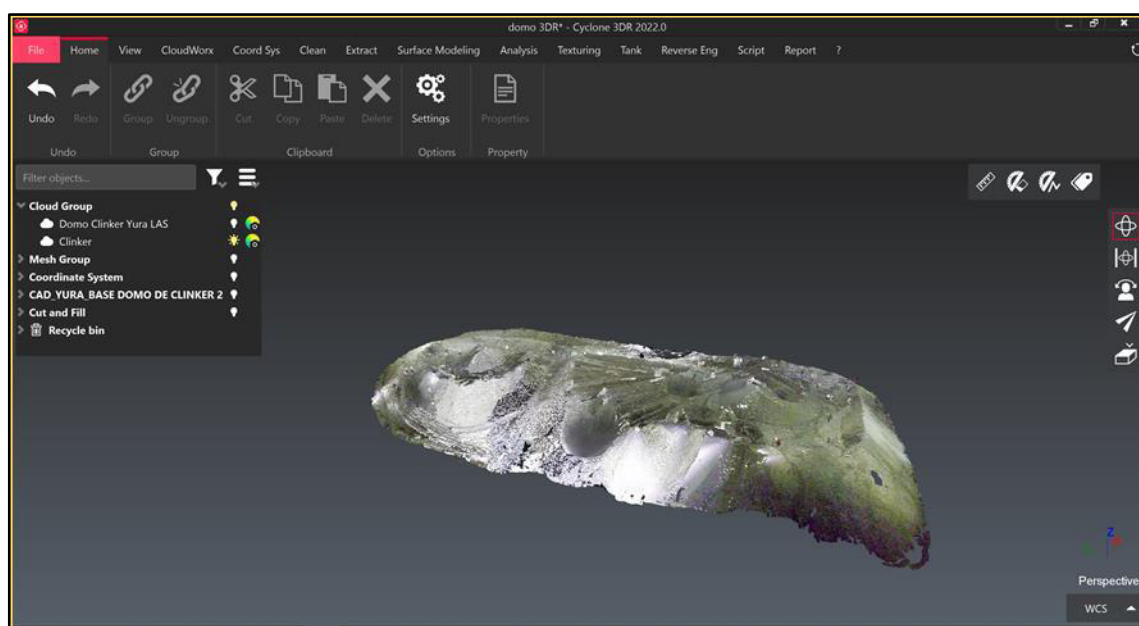 domo 3DR* - Cyclone 3DR 2022.0
File Home View CloudWorx Coord Sys Clean Extract Surface Modeling Analysis Texturing Tank Reverse Eng Script Report ?
Undo Redo Group Ungroup Cut Copy Paste Delete Settings Properties
Undo Group Clipboard Options Property
Filter objects...
Cloud Group
Domo Clinker Yura LAS
Clinker
Mesh Group
Coordinate System
CAD_YURA_BASE DOMO DE CLINKER 2
Cut and Fill
Recycle bin
Z
Perspective
WCS